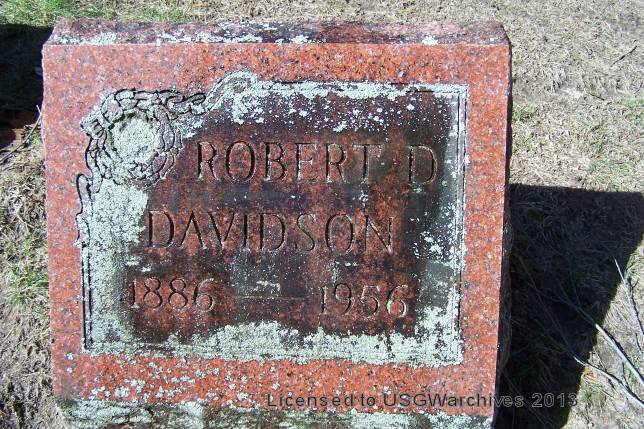 ROBERT D
DAVIDSON
1886 — 1956
Licensed to USGWarchives 2013